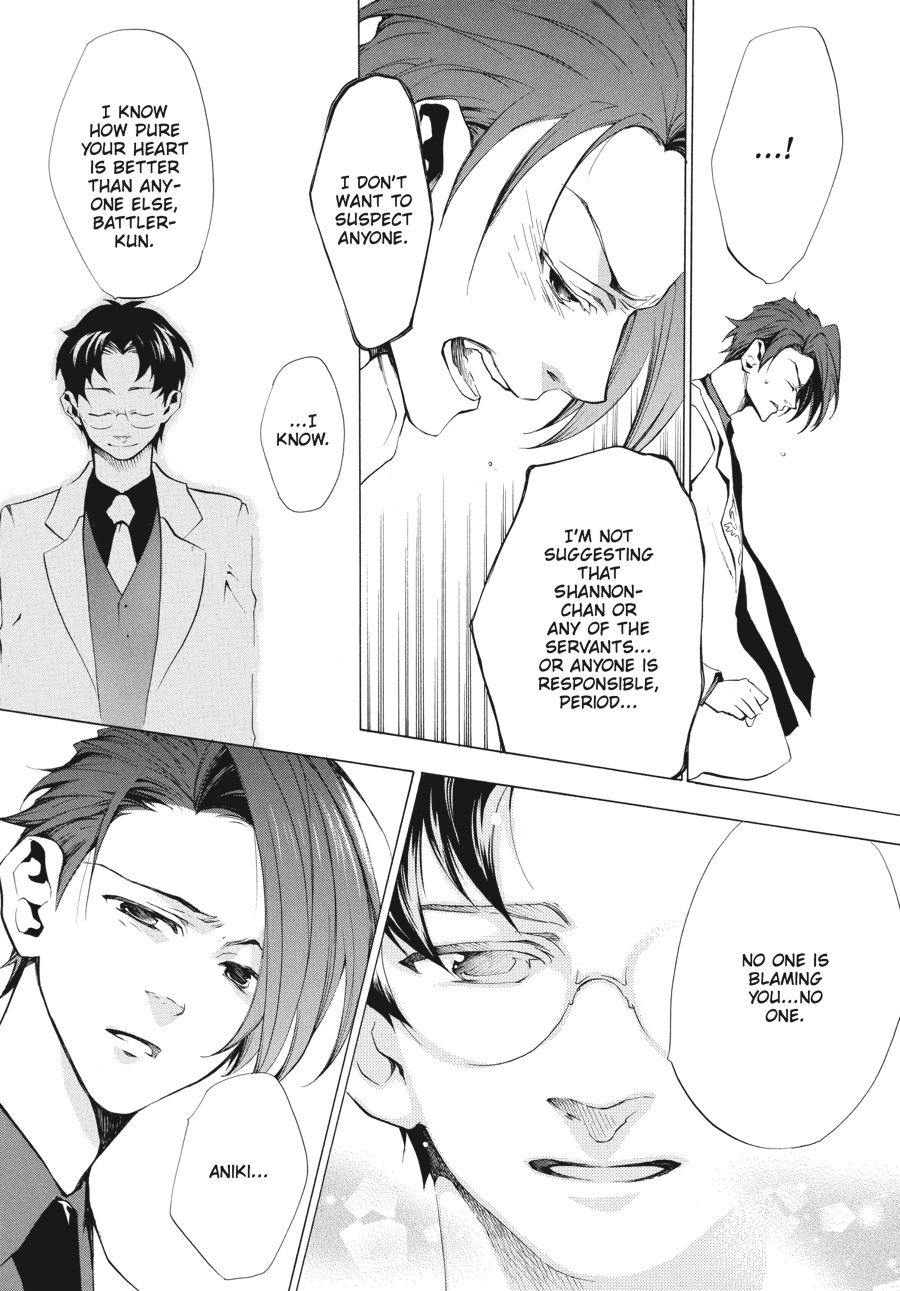 ...!
I DON'T
WANT TO
SUSPECT
ANYONE.
I'M NOT
SUGGESTING
THAT
SHANNON-
CHAN OR
ANY OF THE
SERVANTS...
OR ANYONE IS
RESPONSIBLE,
PERIOD...
...I
KNOW.
I KNOW
HOW PURE
YOUR HEART
IS BETTER
THAN ANY-
ONE ELSE,
BATTLER-
KUN.
NO ONE IS
BLAMING
YOU...NO
ONE.
ANIKI...